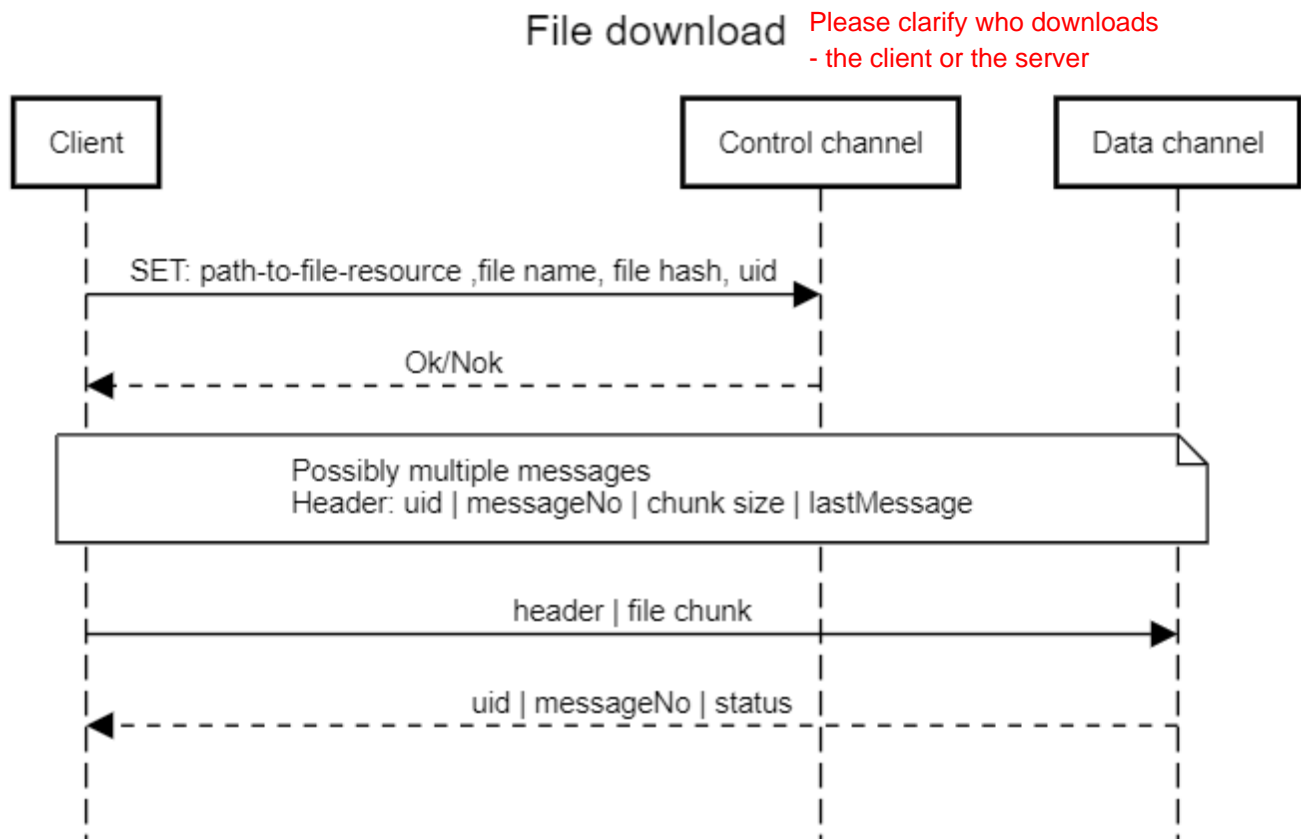 File download
Please clarify who downloads
- the client or the server
Client
Control channel
Data channel
SET: path-to-file-resource ,file name, file hash, uid
Ok/Nok
Possibly multiple messages
Header: uid | messageNo | chunk size | lastMessage
header | file chunk
uid | messageNo | status